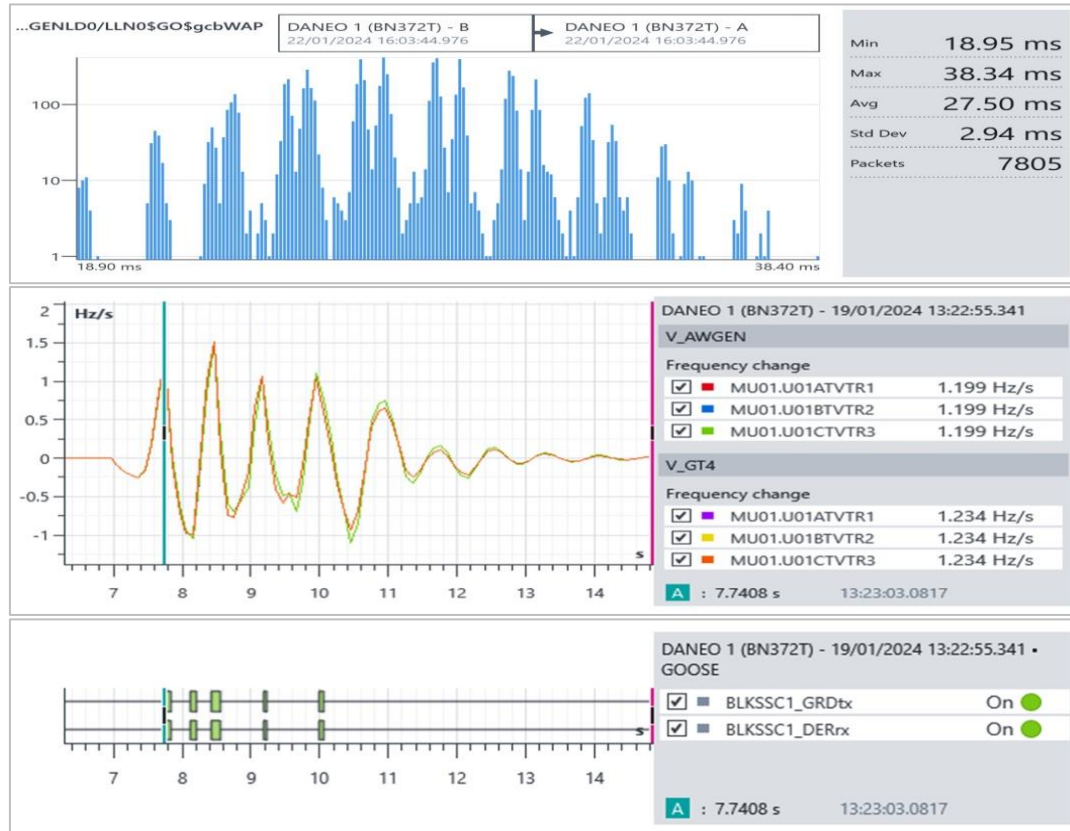 ...GENLD0/LLN0$GO$gcbWAP
DANEO 1 (BN372T) - B
22/01/2024 16:03:44.976
DANEO 1 (BN372T) - A
22/01/2024 16:03:44.976
100
10
1
18.90 ms
38.40 ms
Min 18.95 ms
Max 38.34 ms
Avg 27.50 ms
Std Dev 2.94 ms
Packets 7805
Hz/s
2
1.5
1
0.5
0
-0.5
-1
s
7 8 9 10 11 12 13 14
DANEO 1 (BN372T) - 19/01/2024 13:22:55.341
V_AWGEN
Frequency change
MU01.U01ATVTR1 1.199 Hz/s
MU01.U01BTVTR2 1.199 Hz/s
MU01.U01CTVTR3 1.199 Hz/s
V_GT4
Frequency change
MU01.U01ATVTR1 1.234 Hz/s
MU01.U01BTVTR2 1.234 Hz/s
MU01.U01CTVTR3 1.234 Hz/s
A : 7.7408 s 13:23:03.0817
s
7 8 9 10 11 12 13 14
DANEO 1 (BN372T) - 19/01/2024 13:22:55.341 •
GOOSE
BLKSSC1_GRDtx On
BLKSSC1_DERrx On
A : 7.7408 s 13:23:03.0817